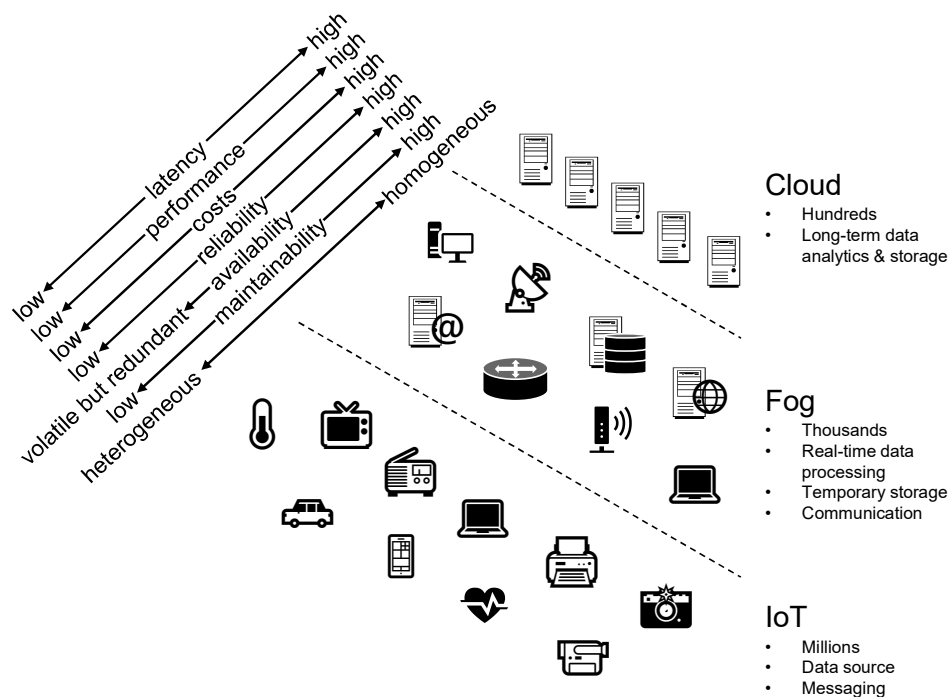 high
high
high
high
high
high
homogeneous
latency
performance
costs
reliability
availability
maintainability
low
low
low
low
volatile but redundant
low
heterogeneous
@
Cloud
• Hundreds
• Long-term data
analytics & storage
Fog
• Thousands
• Real-time data
processing
• Temporary storage
• Communication
IoT
• Millions
• Data source
• Messaging